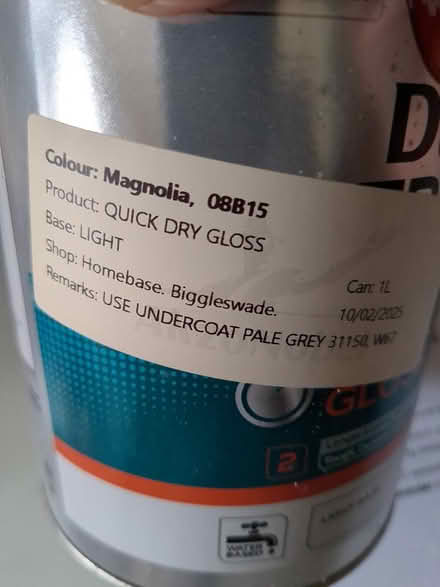 Colour: Magnolia, 08B15
Product: QUICK DRY GLOSS
Base: LIGHT
Can: 1L
Shop: Homebase. Biggleswade.
10/02/2025
Remarks: USE UNDERCOAT PALE GREY 31150, W67
2
WATER
BASED